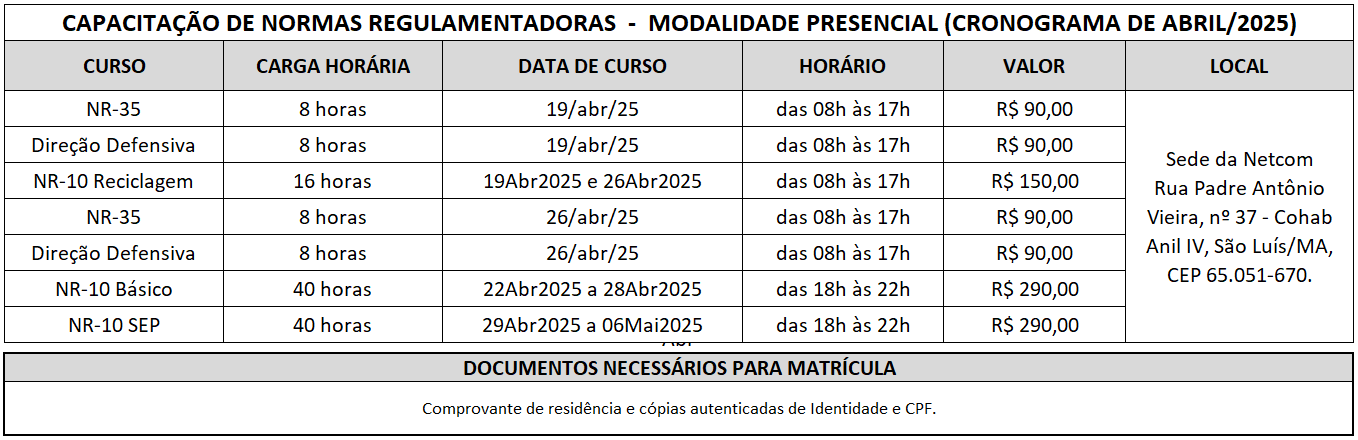 CAPACITAÇÃO DE NORMAS REGULAMENTADORAS - MODALIDADE PRESENCIAL (CRONOGRAMA DE ABRIL/2025)
CURSO CARGA HORÁRIA DATA DE CURSO HORÁRIO VALOR LOCAL
NR-35 8 horas 19/abr/25 das 08h às 17h R$ 90,00
Direção Defensiva 8 horas 19/abr/25 das 08h às 17h R$ 90,00
NR-10 Reciclagem 16 horas 19Abr2025 e 26Abr2025 das 08h às 17h R$ 150,00
NR-35 8 horas 26/abr/25 das 08h às 17h R$ 90,00
Direção Defensiva 8 horas 26/abr/25 das 08h às 17h R$ 90,00
NR-10 Básico 40 horas 22Abr2025 a 28Abr2025 das 18h às 22h R$ 290,00
NR-10 SEP 40 horas 29Abr2025 a 06Mai2025 das 18h às 22h R$ 290,00
Sede da Netcom
Rua Padre Antônio
Vieira, nº 37 - Cohab
Anil IV, São Luís/MA,
CEP 65.051-670.
DOCUMENTOS NECESSÁRIOS PARA MATRÍCULA
Comprovante de residência e cópias autenticadas de Identidade e CPF.